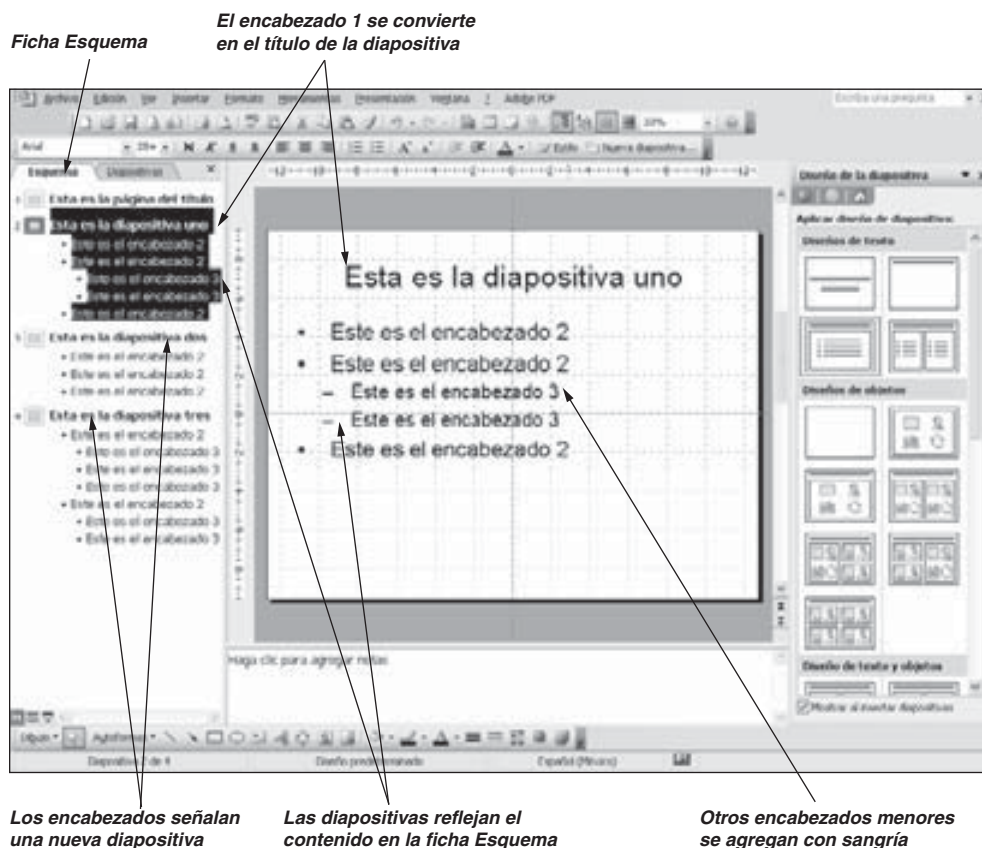 El encabezado 1 se convierte
en el título de la diapositiva
Ficha Esquema
Archivo Edición Ver Insertar Formato Herramientas Presentación Ventana ? Adobe PDF
Escriba una pregunta
Arial
Estilo Nueva diapositiva...
Esquema Diapositivas
Diseño de la diapositiva
1 Esta es la página del título
2 Esta es la diapositiva uno
• Este es el encabezado 2
• Este es el encabezado 2
• Este es el encabezado 3
• Este es el encabezado 3
• Este es el encabezado 2
3 Esta es la diapositiva dos
• Este es el encabezado 2
• Este es el encabezado 2
• Este es el encabezado 2
4 Esta es la diapositiva tres
• Este es el encabezado 2
• Este es el encabezado 3
• Este es el encabezado 3
• Este es el encabezado 3
• Este es el encabezado 2
• Este es el encabezado 3
• Este es el encabezado 3
Esta es la diapositiva uno
• Este es el encabezado 2
• Este es el encabezado 2
– Este es el encabezado 3
– Este es el encabezado 3
• Este es el encabezado 2
Aplicar diseño de diapositiva:
Diseños de texto
Diseños de objetos
Diseño de texto y objetos
Mostrar al insertar diapositivas
Haga clic para agregar notas
Dibujo Autoformas
Diapositiva 2 de 4
Diseño predeterminado
Español (México)
Los encabezados señalan
una nueva diapositiva
Las diapositivas reflejan el
contenido en la ficha Esquema
Otros encabezados menores
se agregan con sangría